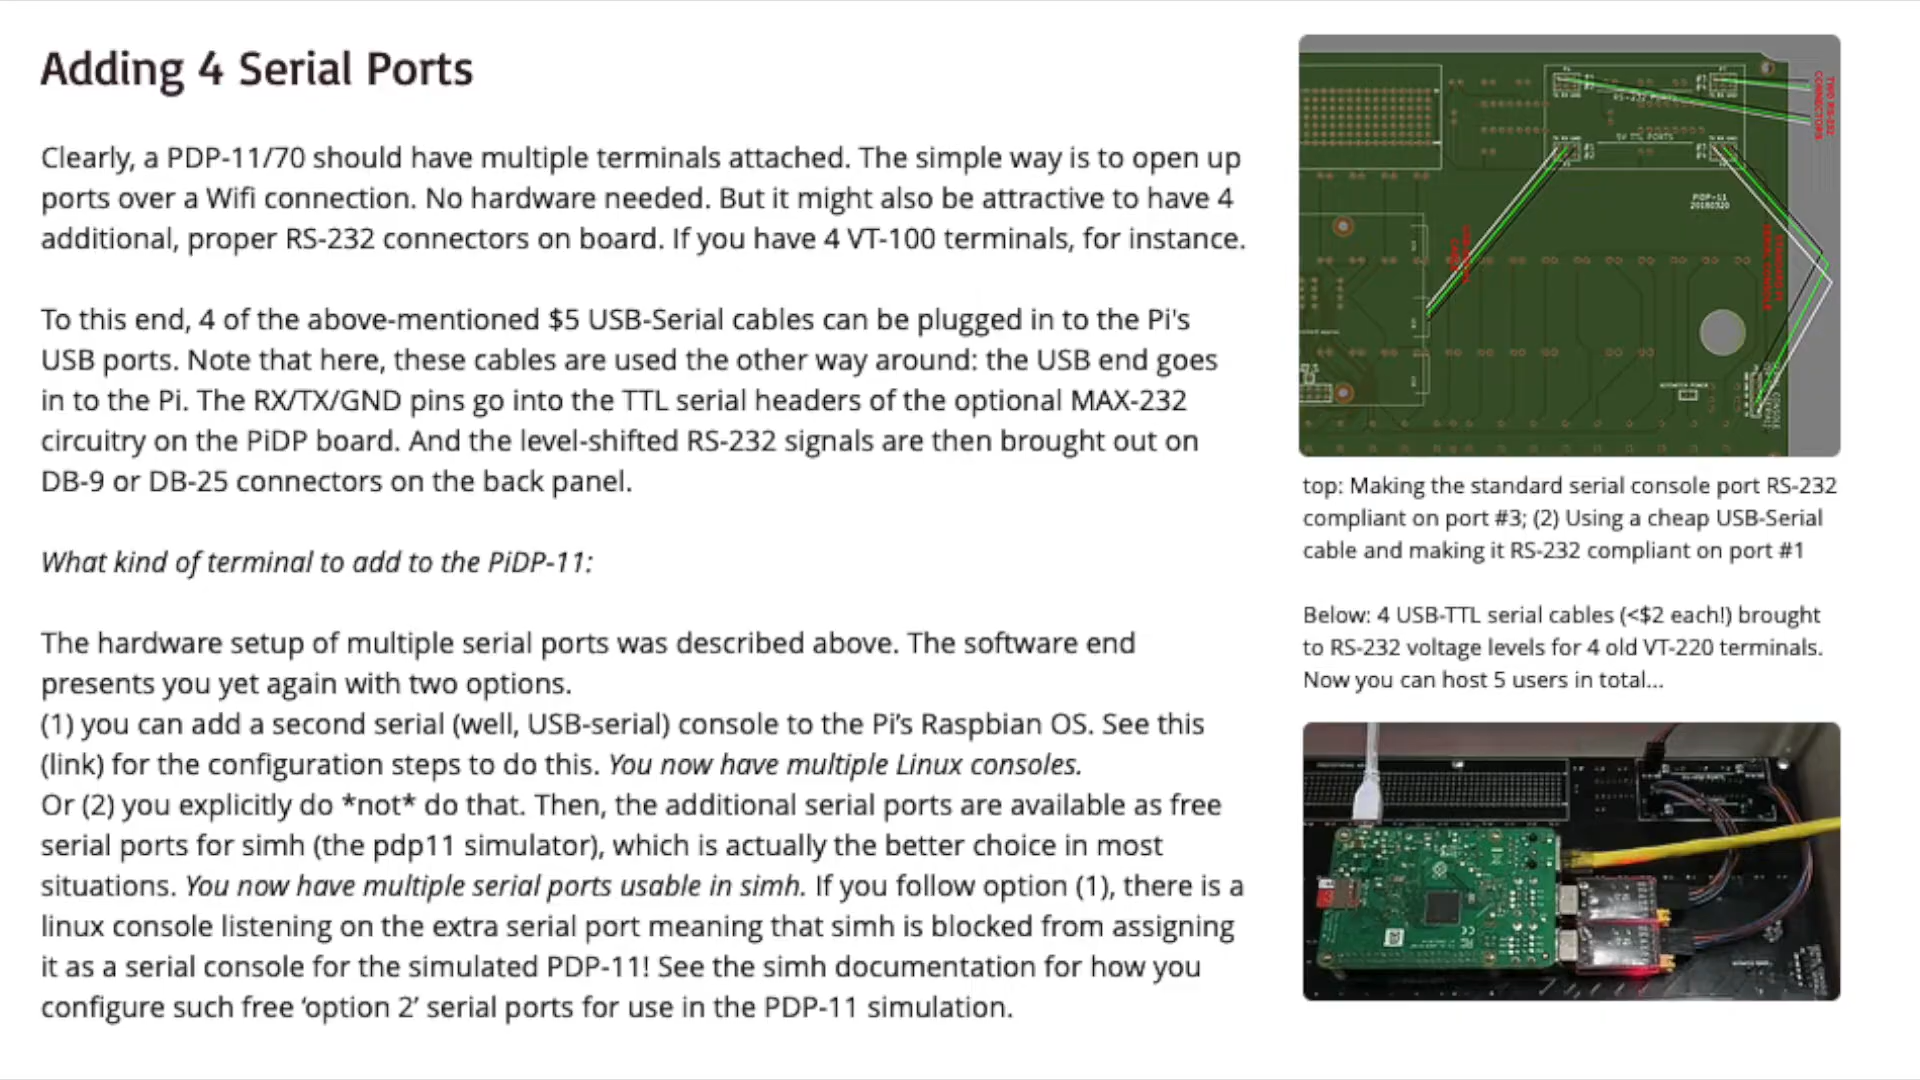 Adding 4 Serial Ports
Clearly, a PDP-11/70 should have multiple terminals attached. The simple way is to open up
ports over a Wifi connection. No hardware needed. But it might also be attractive to have 4
additional, proper RS-232 connectors on board. If you have 4 VT-100 terminals, for instance.
To this end, 4 of the above-mentioned $5 USB-Serial cables can be plugged in to the Pi's
USB ports. Note that here, these cables are used the other way around: the USB end goes
in to the Pi. The RX/TX/GND pins go into the TTL serial headers of the optional MAX-232
circuitry on the PiDP board. And the level-shifted RS-232 signals are then brought out on
DB-9 or DB-25 connectors on the back panel.
What kind of terminal to add to the PiDP-11:
The hardware setup of multiple serial ports was described above. The software end
presents you yet again with two options.
(1) you can add a second serial (well, USB-serial) console to the Pi’s Raspbian OS. See this
(link) for the configuration steps to do this. You now have multiple Linux consoles.
Or (2) you explicitly do *not* do that. Then, the additional serial ports are available as free
serial ports for simh (the pdp11 simulator), which is actually the better choice in most
situations. You now have multiple serial ports usable in simh. If you follow option (1), there is a
linux console listening on the extra serial port meaning that simh is blocked from assigning
it as a serial console for the simulated PDP-11! See the simh documentation for how you
configure such free ‘option 2’ serial ports for use in the PDP-11 simulation.
RS-232 PORTS
5V TTL PORTS
PIDP-11
20180320
TWO RS-232
CONNECTORS
top: Making the standard serial console port RS-232
compliant on port #3; (2) Using a cheap USB-Serial
cable and making it RS-232 compliant on port #1
Below: 4 USB-TTL serial cables (<$2 each!) brought
to RS-232 voltage levels for 4 old VT-220 terminals.
Now you can host 5 users in total...